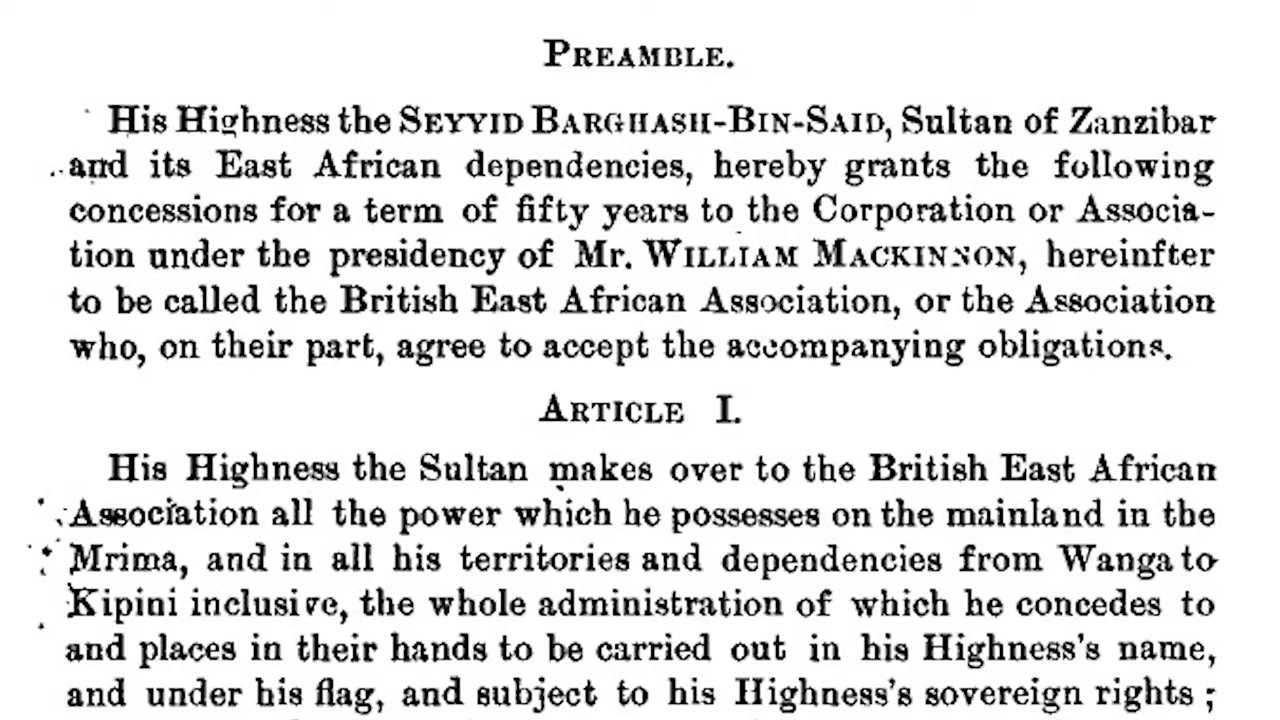 PREAMBLE.
His Highness the SEYYID BARGHASH-BIN-SAID, Sultan of Zanzibar
and its East African dependencies, hereby grants the following
concessions for a term of fifty years to the Corporation or Associa-
tion under the presidency of Mr. WILLIAM MACKINNON, hereinfter
to be called the British East African Association, or the Association
who, on their part, agree to accept the accompanying obligations.
ARTICLE I.
His Highness the Sultan makes over to the British East African
Association all the power which he possesses on the mainland in the
Mrima, and in all his territories and dependencies from Wanga to
Kipini inclusive, the whole administration of which he concedes to
and places in their hands to be carried out in his Highness's name,
and under his flag, and subject to his Highness's sovereign rights;